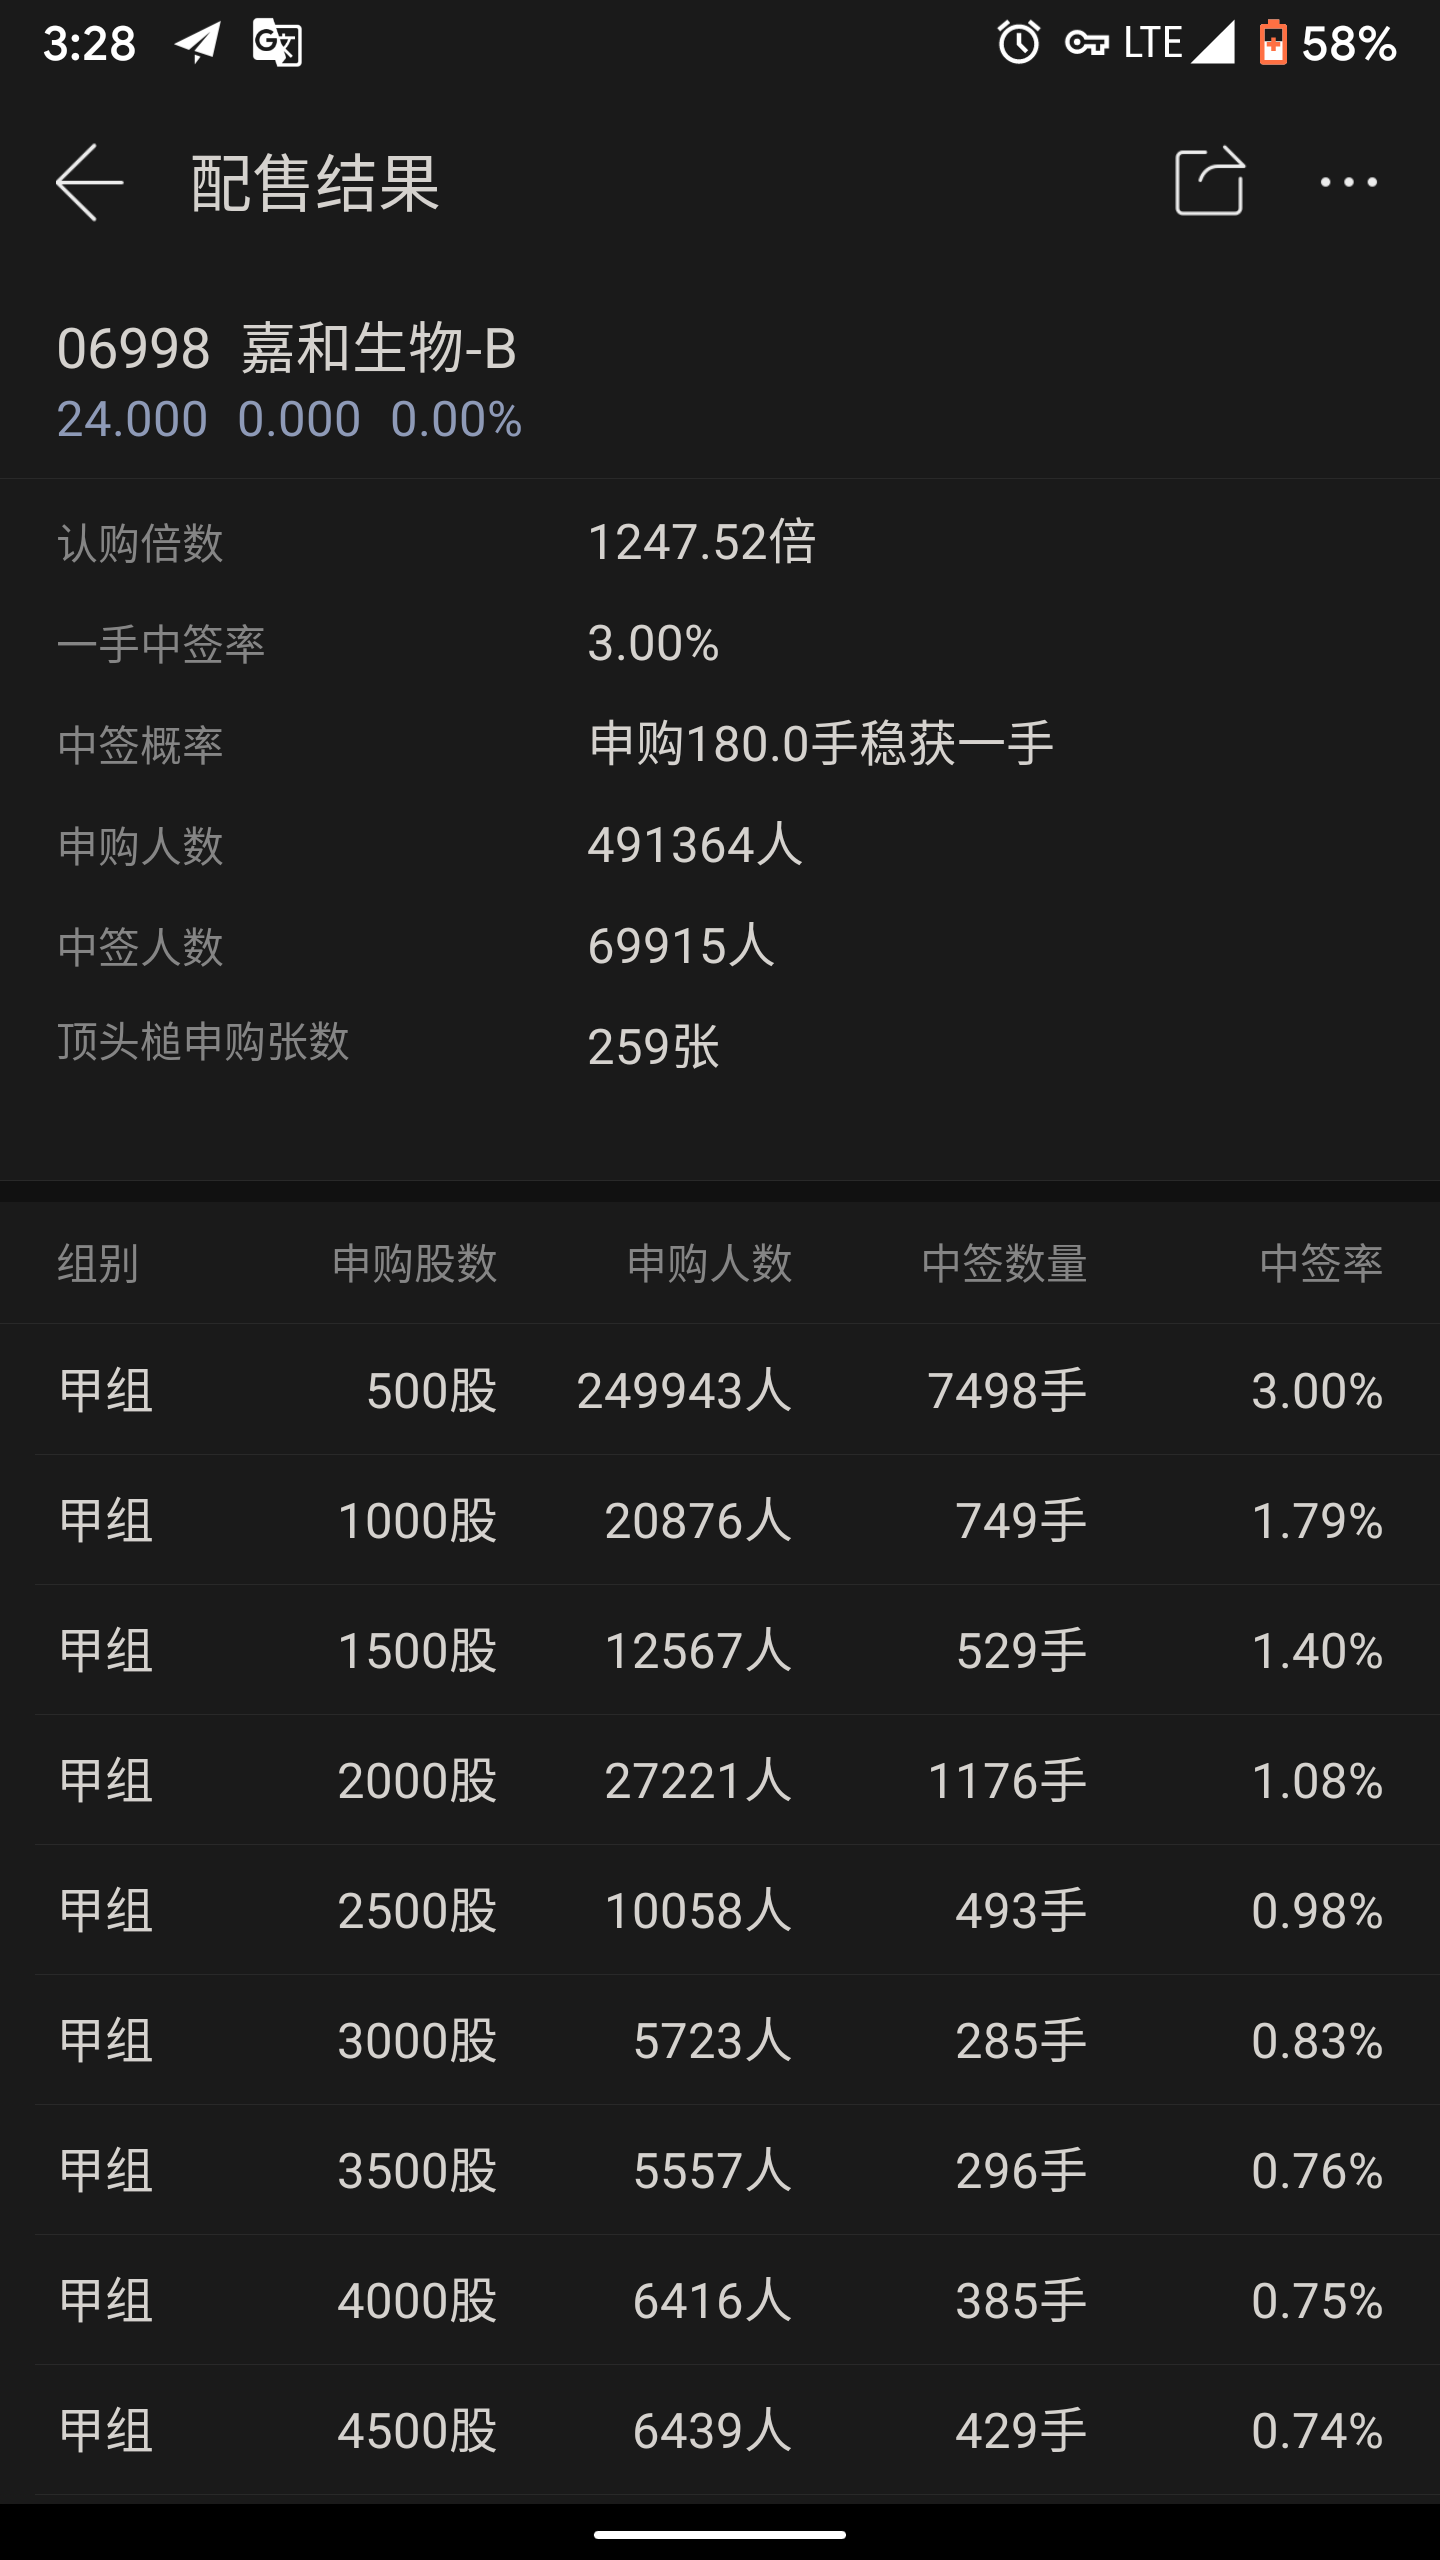 3:28 LTE 58%
配售结果
06998 嘉和生物-B
24.000 0.000 0.00%
认购倍数 1247.52倍
一手中签率 3.00%
中签概率 申购180.0手稳获一手
申购人数 491364人
中签人数 69915人
顶头槌申购张数 259张
组别 申购股数 申购人数 中签数量 中签率
甲组 500股 249943人 7498手 3.00%
甲组 1000股 20876人 749手 1.79%
甲组 1500股 12567人 529手 1.40%
甲组 2000股 27221人 1176手 1.08%
甲组 2500股 10058人 493手 0.98%
甲组 3000股 5723人 285手 0.83%
甲组 3500股 5557人 296手 0.76%
甲组 4000股 6416人 385手 0.75%
甲组 4500股 6439人 429手 0.74%